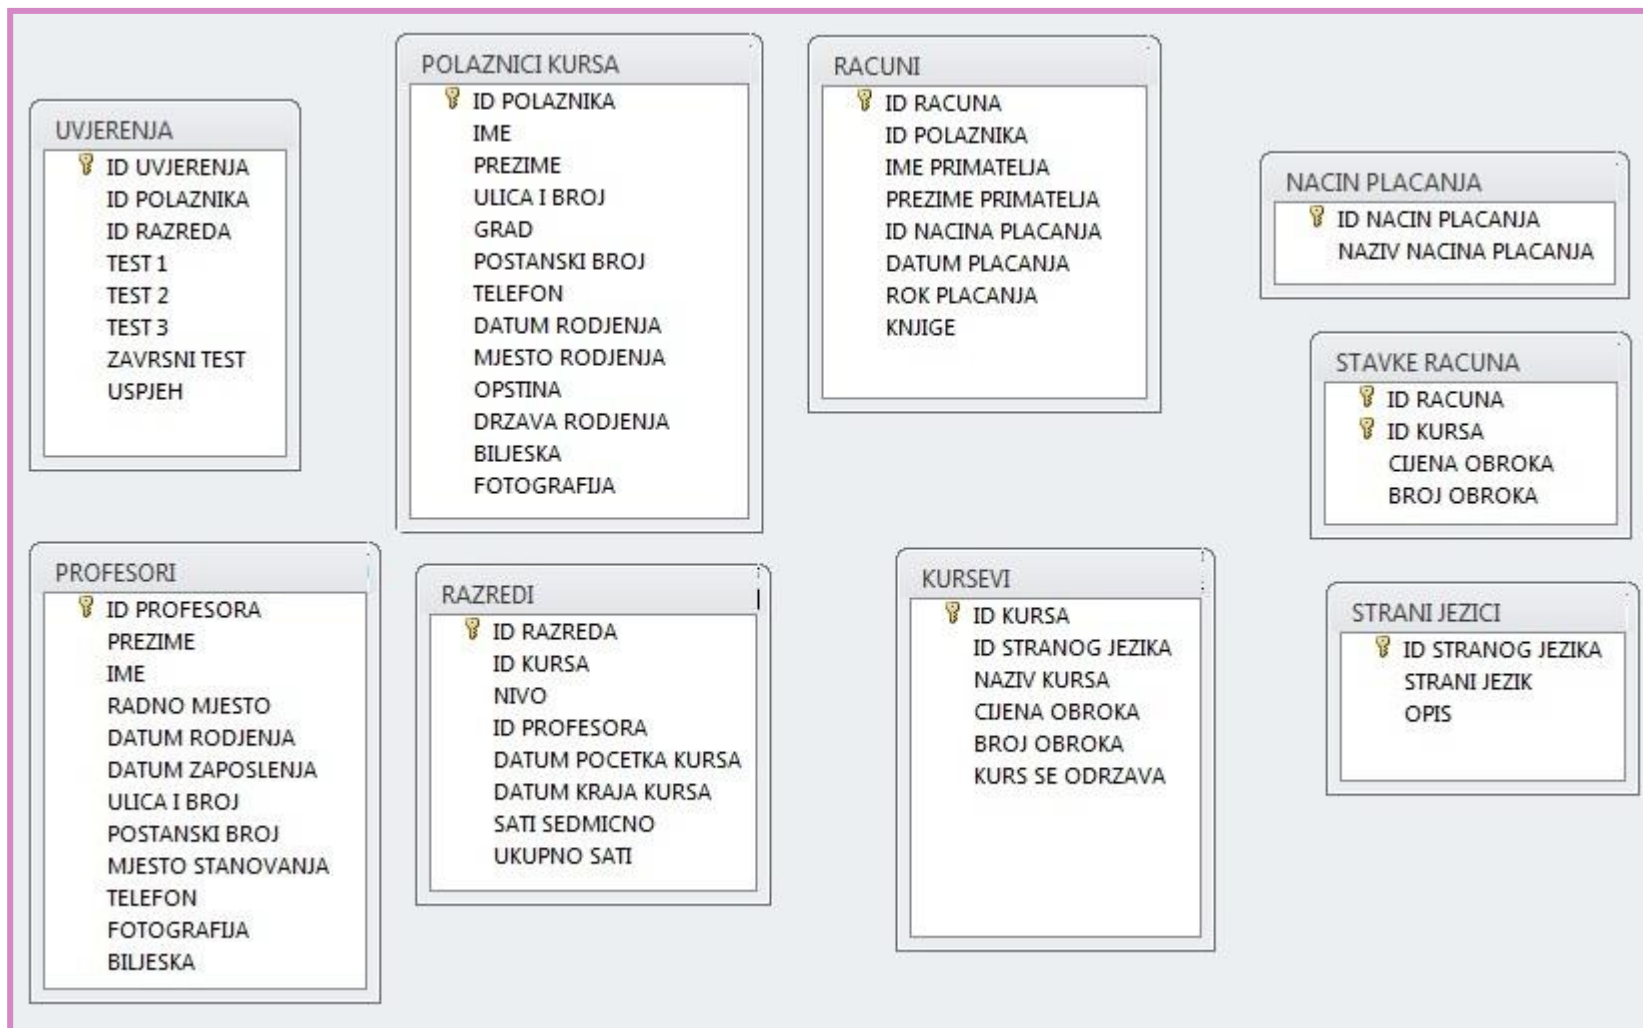 UVJERENJA
ID UVJERENJA
ID POLAZNIKA
ID RAZREDA
TEST 1
TEST 2
TEST 3
ZAVRSNI TEST
USPJEH
POLAZNICI KURSA
ID POLAZNIKA
IME
PREZIME
ULICA I BROJ
GRAD
POSTANSKI BROJ
TELEFON
DATUM RODJENJA
MJESTO RODJENJA
OPSTINA
DRZAVA RODJENJA
BILJESKA
FOTOGRAFIJA
RACUNI
ID RACUNA
ID POLAZNIKA
IME PRIMATELJA
PREZIME PRIMATELJA
ID NACINA PLACANJA
DATUM PLACANJA
ROK PLACANJA
KNJIGE
NACIN PLACANJA
ID NACIN PLACANJA
NAZIV NACINA PLACANJA
STAVKE RACUNA
ID RACUNA
ID KURSA
CIJENA OBROKA
BROJ OBROKA
PROFESORI
ID PROFESORA
PREZIME
IME
RADNO MJESTO
DATUM RODJENJA
DATUM ZAPOSLENJA
ULICA I BROJ
POSTANSKI BROJ
MJESTO STANOVANJA
TELEFON
FOTOGRAFIJA
BILJESKA
RAZREDI
ID RAZREDA
ID KURSA
NIVO
ID PROFESORA
DATUM POCETKA KURSA
DATUM KRAJA KURSA
SATI SEDMICNO
UKUPNO SATI
KURSEVI
ID KURSA
ID STRANOG JEZIKA
NAZIV KURSA
CIJENA OBROKA
BROJ OBROKA
KURS SE ODRZAVA
STRANI JEZICI
ID STRANOG JEZIKA
STRANI JEZIK
OPIS